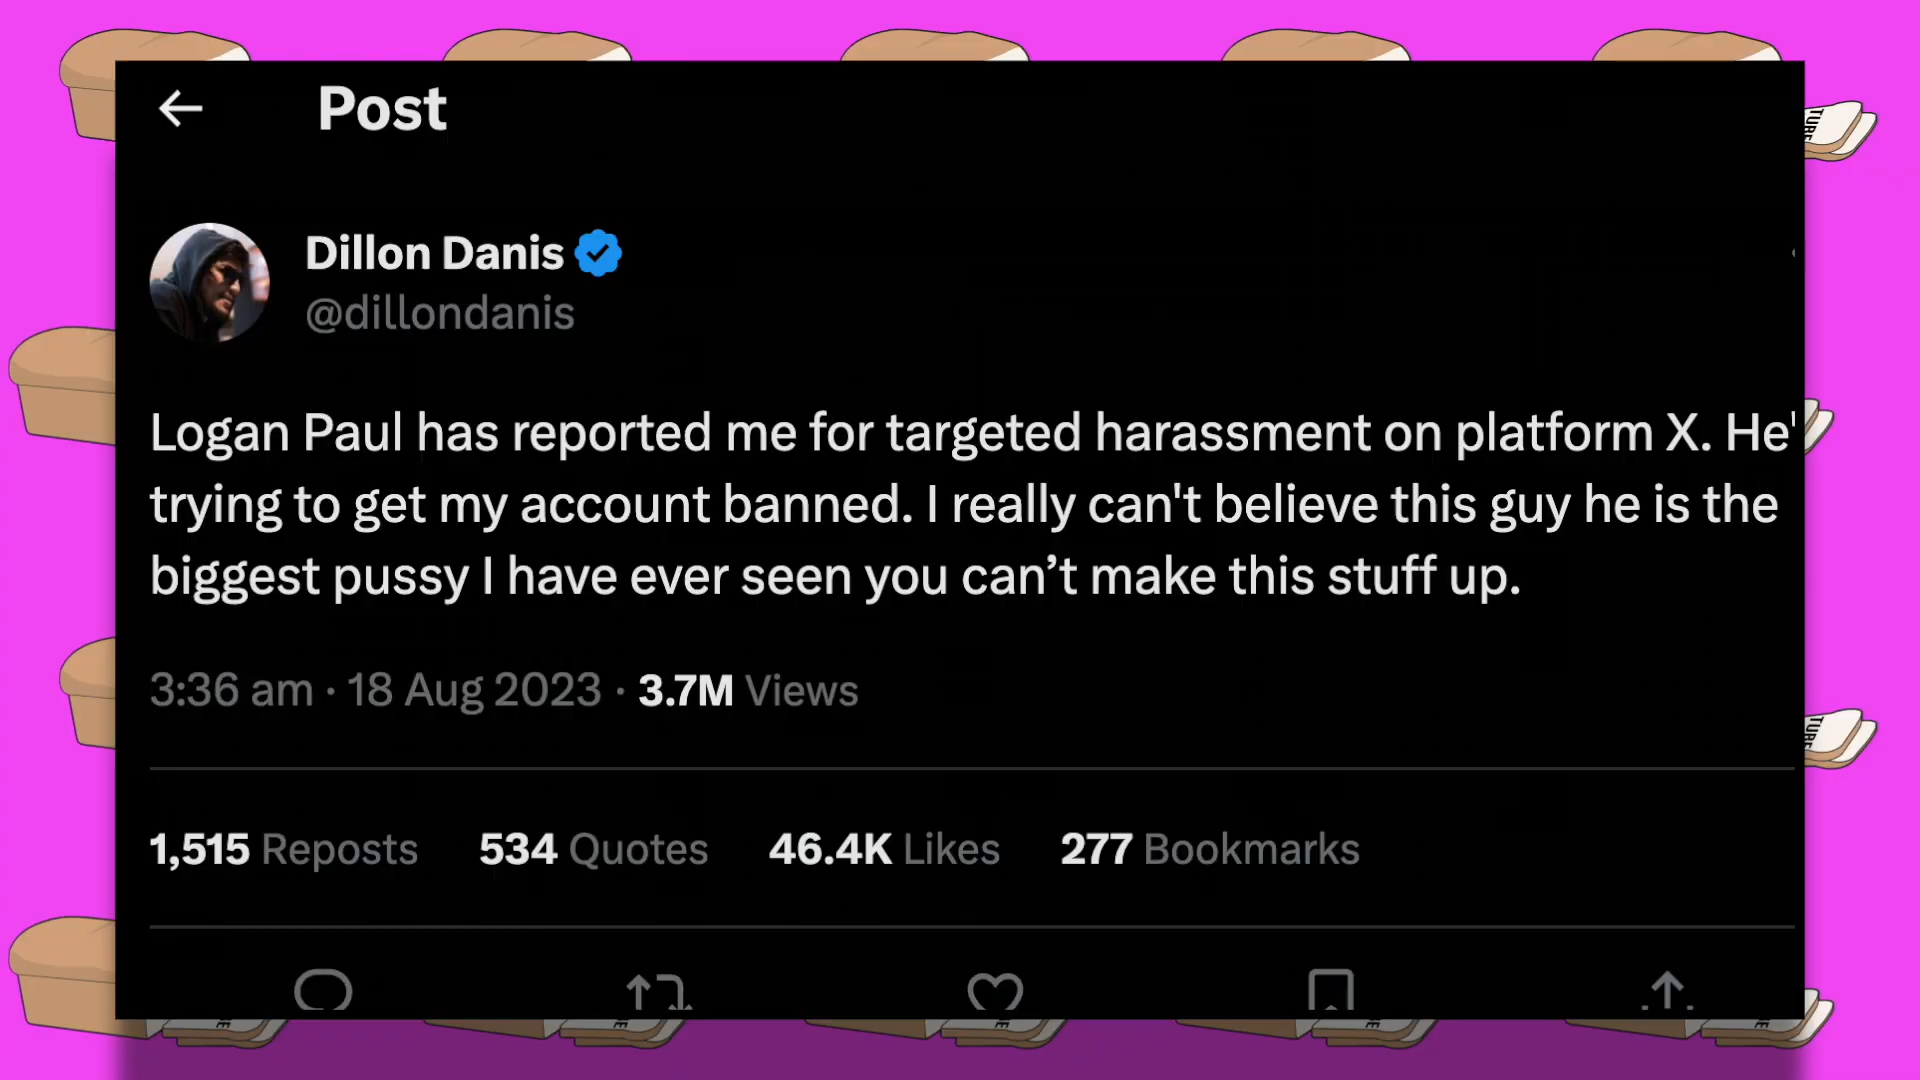 Post
Dillon Danis
@dillondanis
Logan Paul has reported me for targeted harassment on platform X. He'
trying to get my account banned. I really can't believe this guy he is the
biggest pussy I have ever seen you can’t make this stuff up.
3:36 am · 18 Aug 2023 · 3.7M Views
1,515 Reposts 534 Quotes 46.4K Likes 277 Bookmarks
TUBE
TUBE